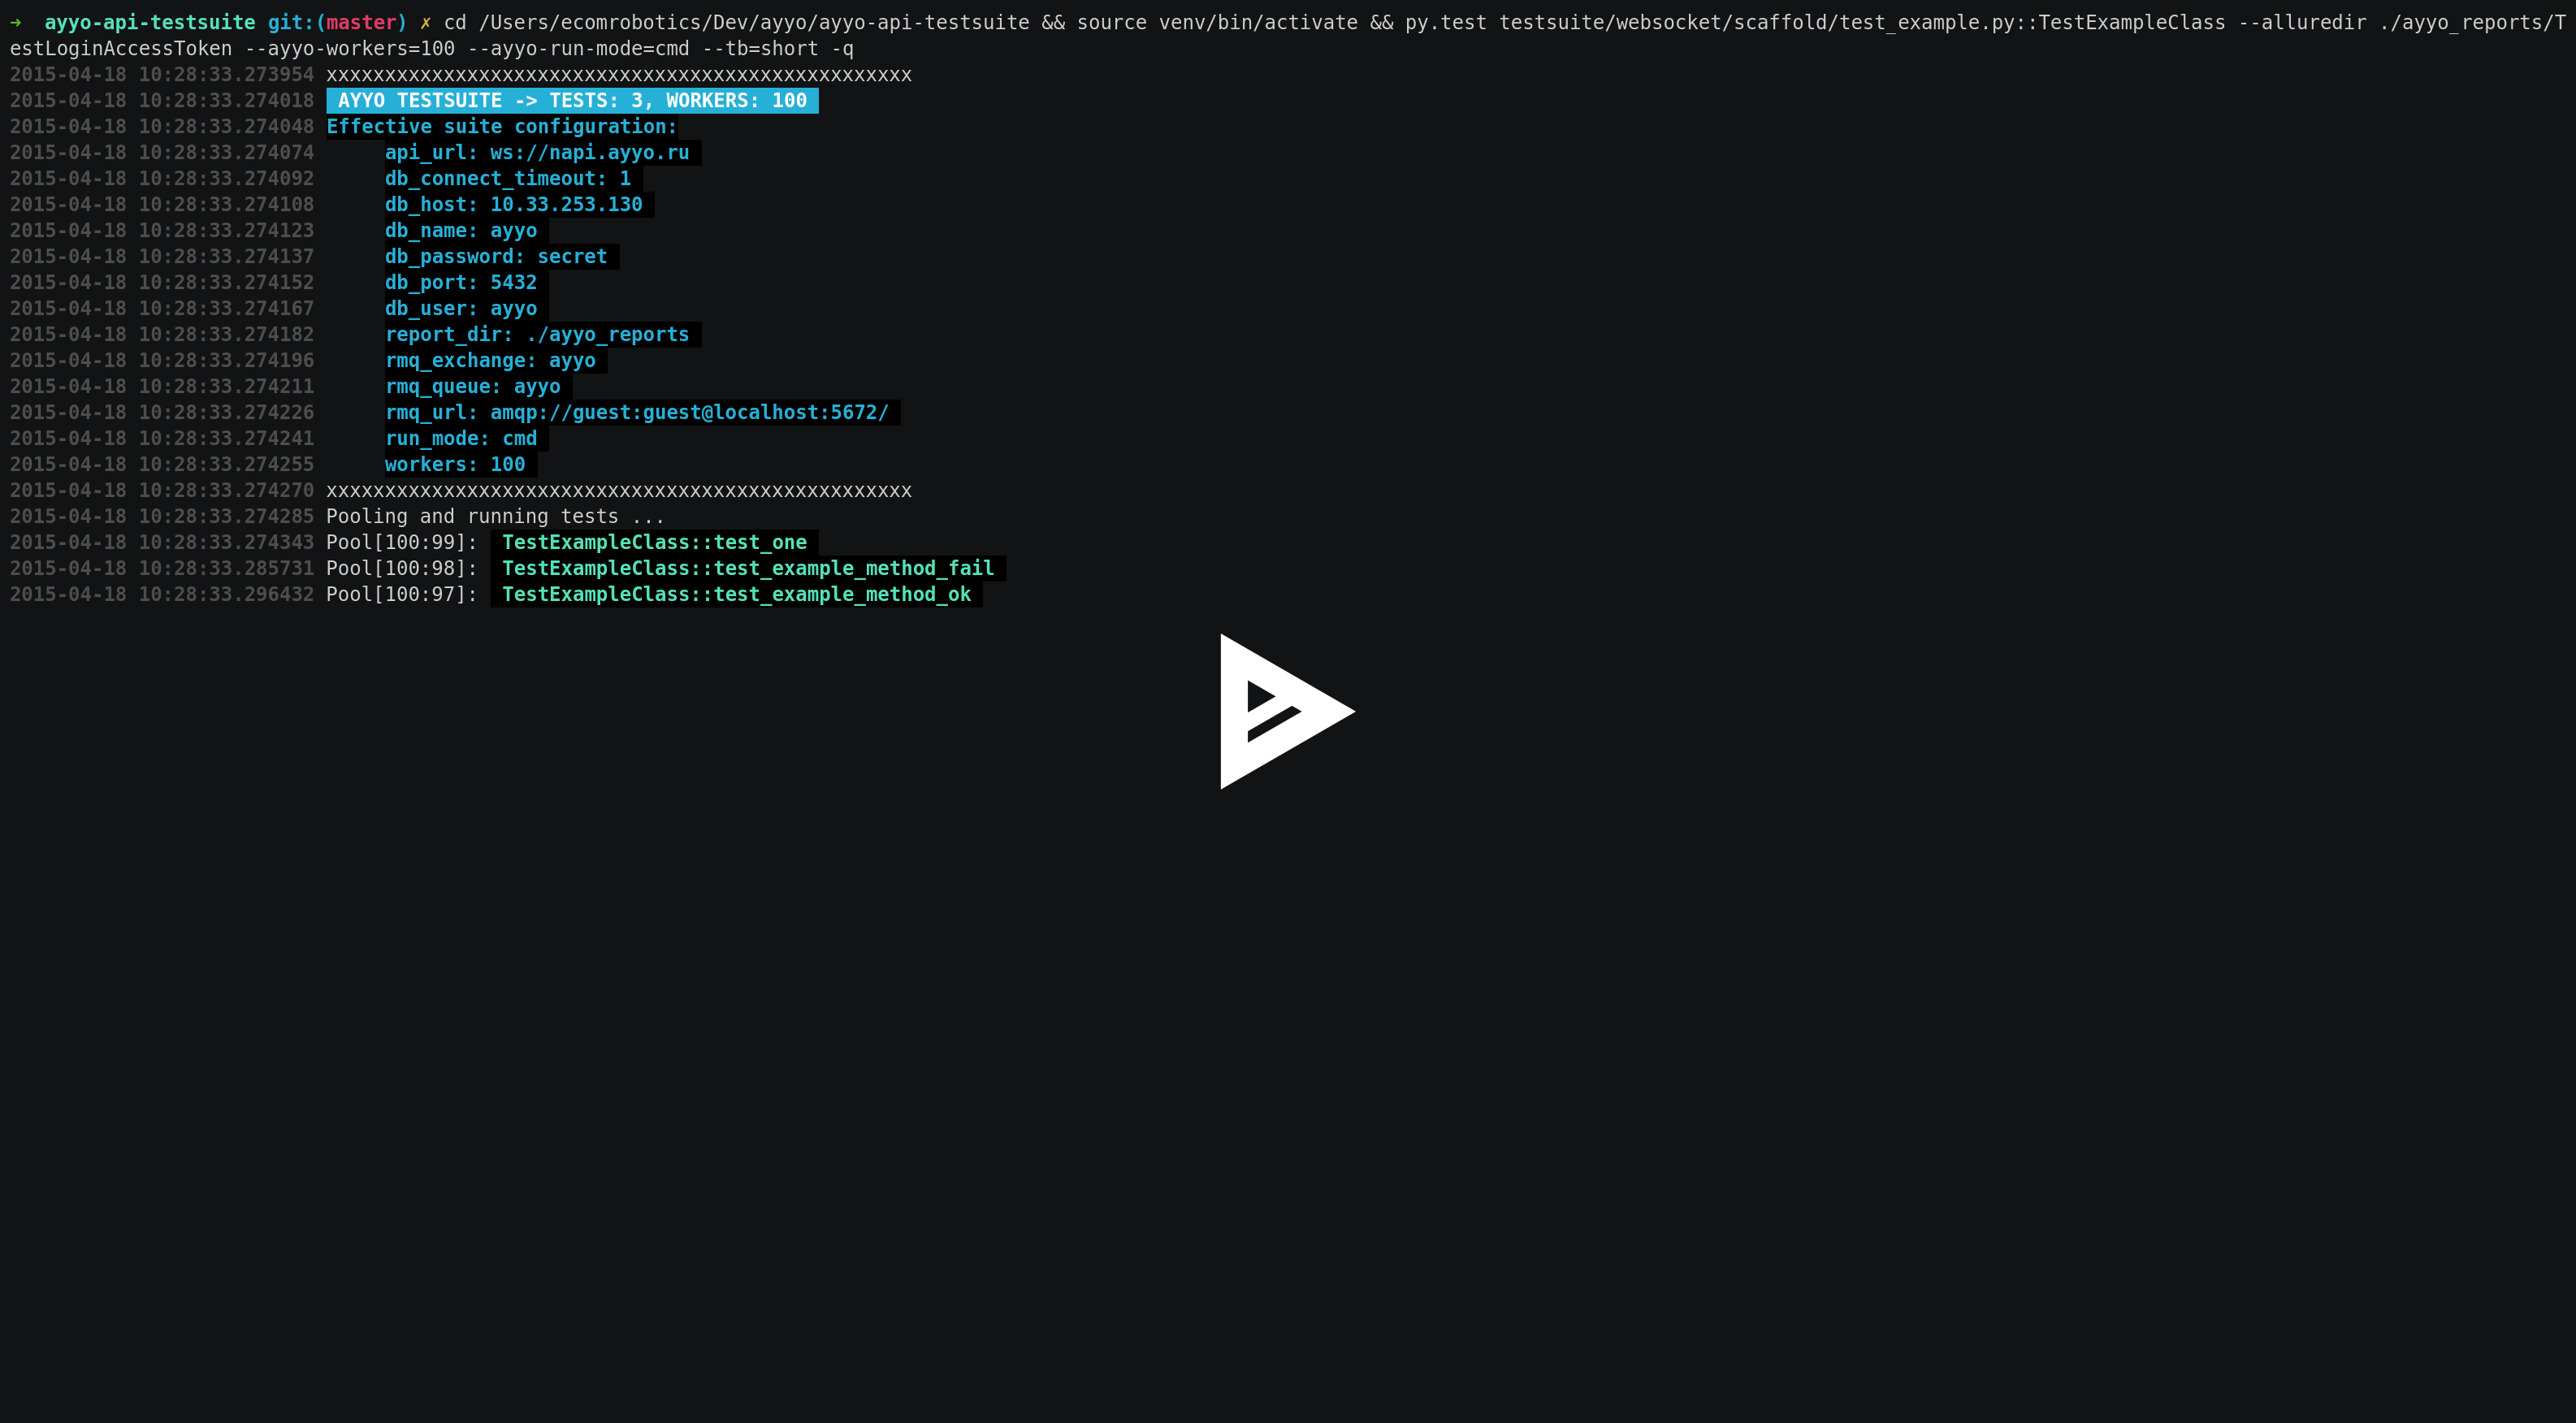 ➜  ayyo-api-testsuite git:(master) ✗ cd /Users/ecomrobotics/Dev/ayyo/ayyo-api-testsuite && source venv/bin/activate && py.test testsuite/websocket/scaffold/test_example.py::TestExampleClass --alluredir ./ayyo_reports/T
estLoginAccessToken --ayyo-workers=100 --ayyo-run-mode=cmd --tb=short -q
2015-04-18 10:28:33.273954 xxxxxxxxxxxxxxxxxxxxxxxxxxxxxxxxxxxxxxxxxxxxxxxxxx
2015-04-18 10:28:33.274018  AYYO TESTSUITE -> TESTS: 3, WORKERS: 100
2015-04-18 10:28:33.274048 Effective suite configuration:
2015-04-18 10:28:33.274074      api_url: ws://napi.ayyo.ru
2015-04-18 10:28:33.274092      db_connect_timeout: 1
2015-04-18 10:28:33.274108      db_host: 10.33.253.130
2015-04-18 10:28:33.274123      db_name: ayyo
2015-04-18 10:28:33.274137      db_password: secret
2015-04-18 10:28:33.274152      db_port: 5432
2015-04-18 10:28:33.274167      db_user: ayyo
2015-04-18 10:28:33.274182      report_dir: ./ayyo_reports
2015-04-18 10:28:33.274196      rmq_exchange: ayyo
2015-04-18 10:28:33.274211      rmq_queue: ayyo
2015-04-18 10:28:33.274226      rmq_url: amqp://guest:guest@localhost:5672/
2015-04-18 10:28:33.274241      run_mode: cmd
2015-04-18 10:28:33.274255      workers: 100
2015-04-18 10:28:33.274270 xxxxxxxxxxxxxxxxxxxxxxxxxxxxxxxxxxxxxxxxxxxxxxxxxx
2015-04-18 10:28:33.274285 Pooling and running tests ...
2015-04-18 10:28:33.274343 Pool[100:99]:  TestExampleClass::test_one
2015-04-18 10:28:33.285731 Pool[100:98]:  TestExampleClass::test_example_method_fail
2015-04-18 10:28:33.296432 Pool[100:97]:  TestExampleClass::test_example_method_ok